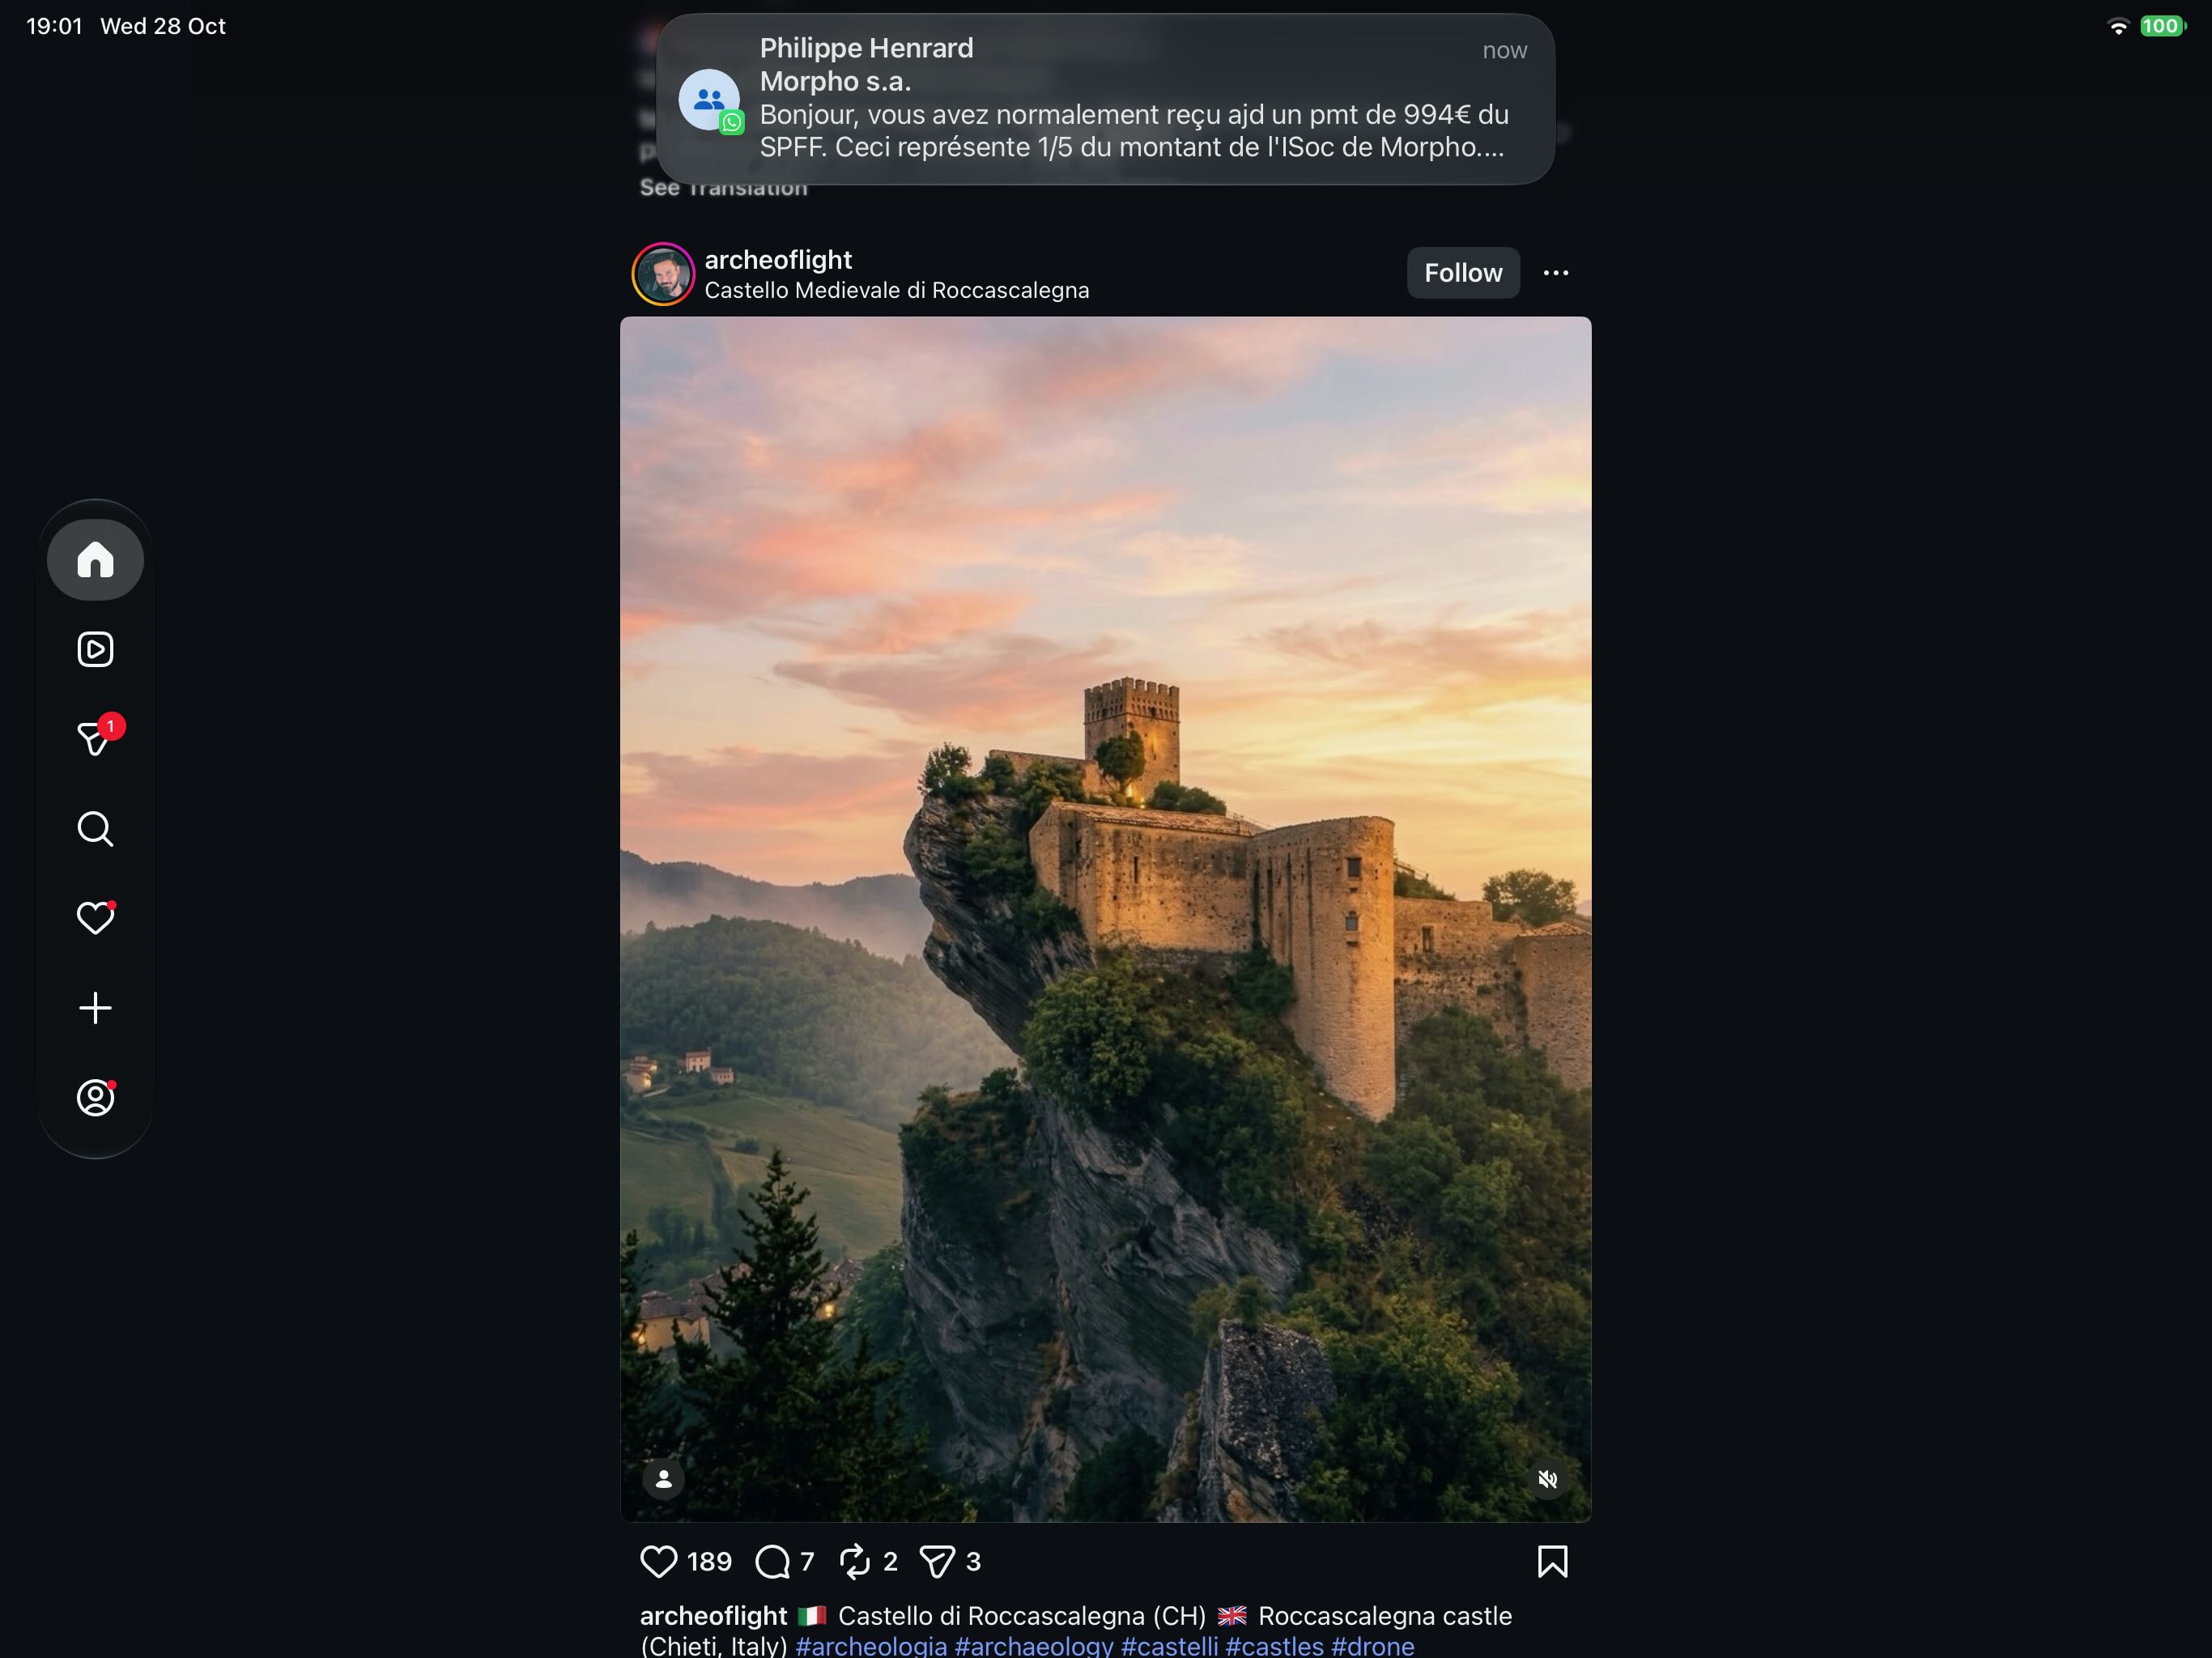 19:01 Wed 28 Oct
100
Philippe Henrard
now
Morpho s.a.
Bonjour, vous avez normalement reçu ajd un pmt de 994€ du
SPFF. Ceci représente 1/5 du montant de l'ISoc de Morpho....
See Translation
archeoflight
Castello Medievale di Roccascalegna
Follow
1
189 7 2 3
archeoflight 🇮🇹 Castello di Roccascalegna (CH) 🇬🇧 Roccascalegna castle
(Chieti, Italy) #archeologia #archaeology #castelli #castles #drone